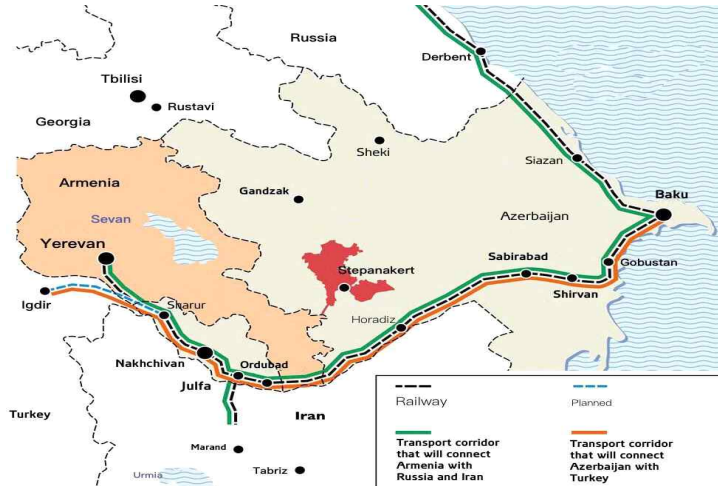 Russia
Derbent
Tbilisi
Rustavi
Georgia
Sheki
Siazan
Armenia
Gandzak
Baku
Sevan
Azerbaijan
Yerevan
Stepanakert
Sabirabad
Gobustan
Igdir
Sharur
Shirvan
Horadiz
Nakhchivan
Ordubad
Julfa
Iran
Turkey
Marand
Tabriz
Urmia
Railway
Planned
Transport corridor
that will connect
Armenia with
Russia and Iran
Transport corridor
that will connect
Azerbaijan with
Turkey